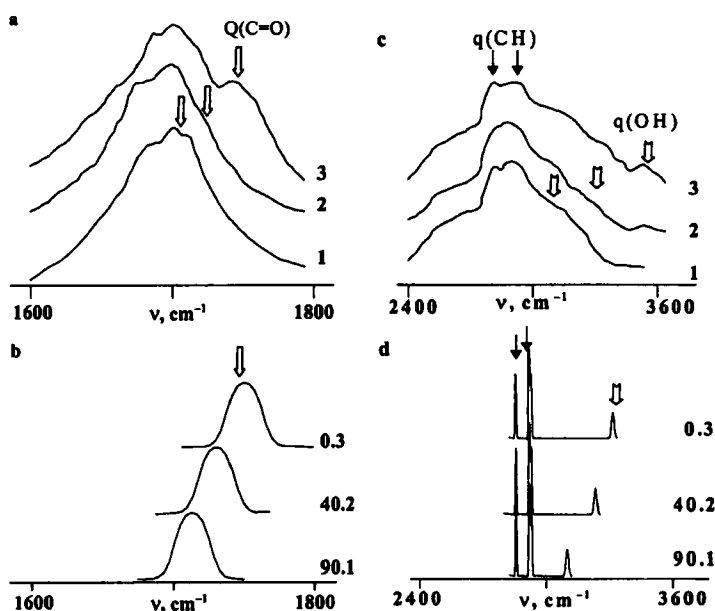 a
Q(C=O)
3
2
1
1600
ν, cm⁻¹
1800
c
q(CH)
q(OH)
3
2
1
2400
ν, cm⁻¹
3600
b
0.3
40.2
90.1
1600
ν, cm⁻¹
1800
d
0.3
40.2
90.1
2400
ν, cm⁻¹
3600